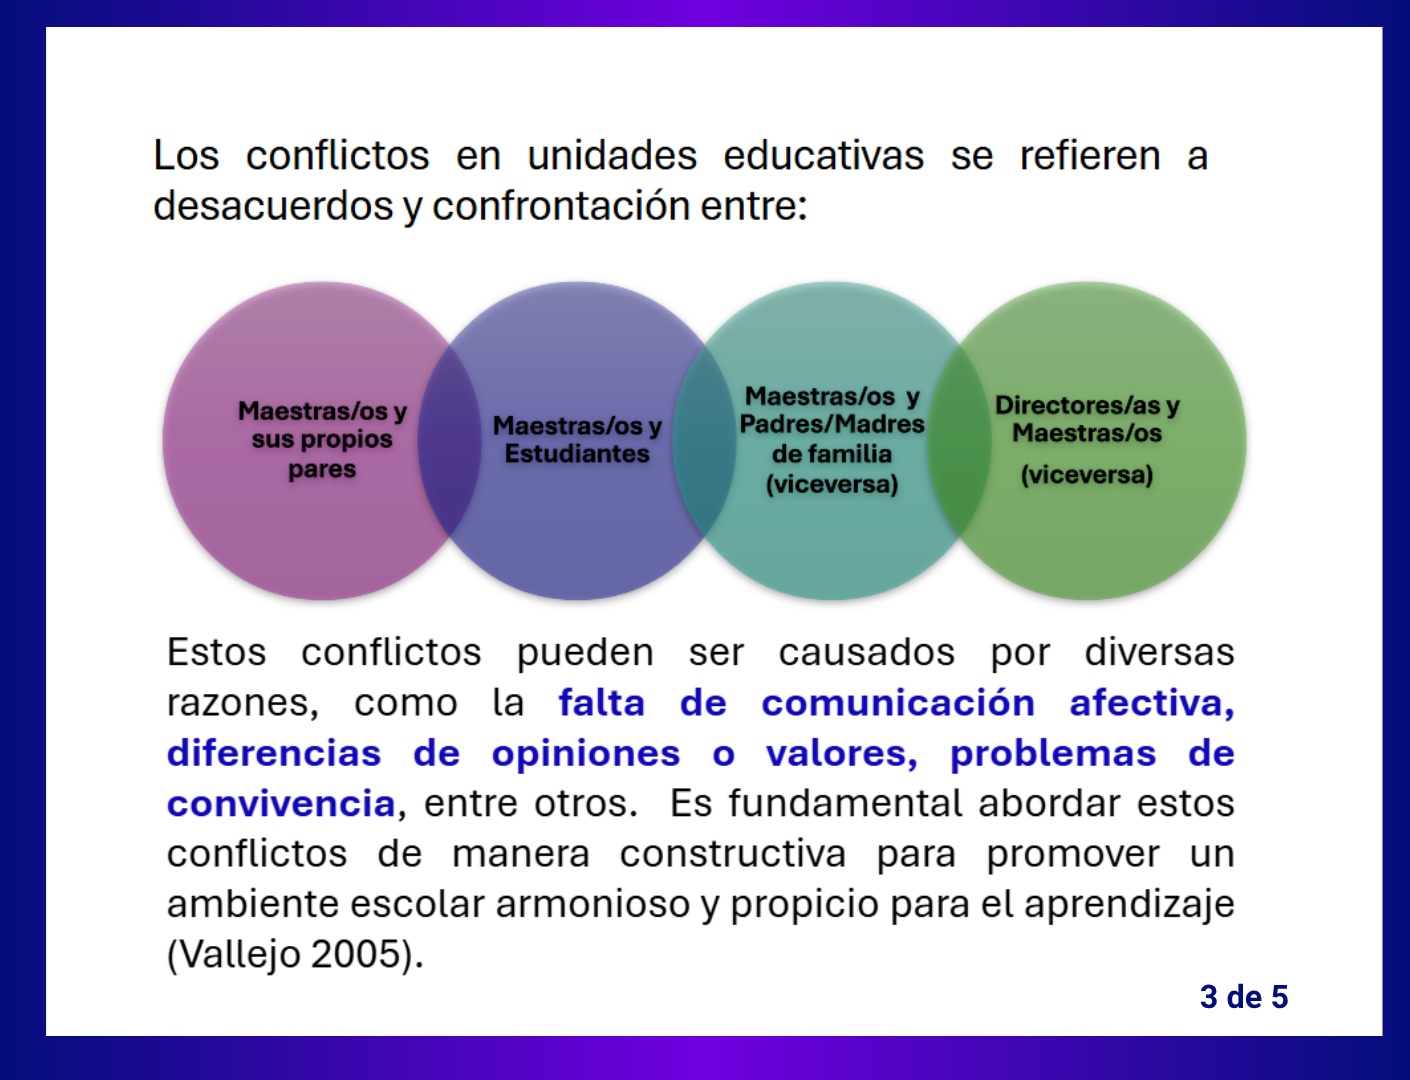 Los conflictos en unidades educativas se refieren a
desacuerdos y confrontación entre:
Maestras/os y
sus propios
pares
Maestras/os y
Estudiantes
Maestras/os y
Padres/Madres
de familia
(viceversa)
Directores/as y
Maestras/os
(viceversa)
Estos conflictos pueden ser causados por diversas
razones, como la falta de comunicación afectiva,
diferencias de opiniones o valores, problemas de
convivencia, entre otros. Es fundamental abordar estos
conflictos de manera constructiva para promover un
ambiente escolar armonioso y propicio para el aprendizaje
(Vallejo 2005).
3 de 5